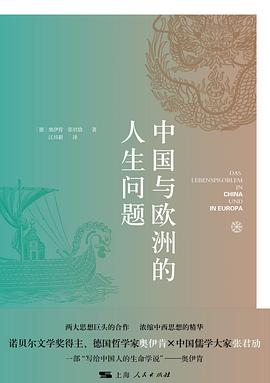 [德] 奥伊肯 张君劢 著
江日新 译
中国与欧洲的
人生问题
DAS
LEBENSPROBLEM
IN
CHINA
UND
IN EUROPA
两大思想巨头的合作 浓缩中西思想的精华
诺贝尔文学奖得主、德国哲学家奥伊肯×中国儒学大家张君劢
一部“写给中国人的生命学说”——奥伊肯
上海人民出版社